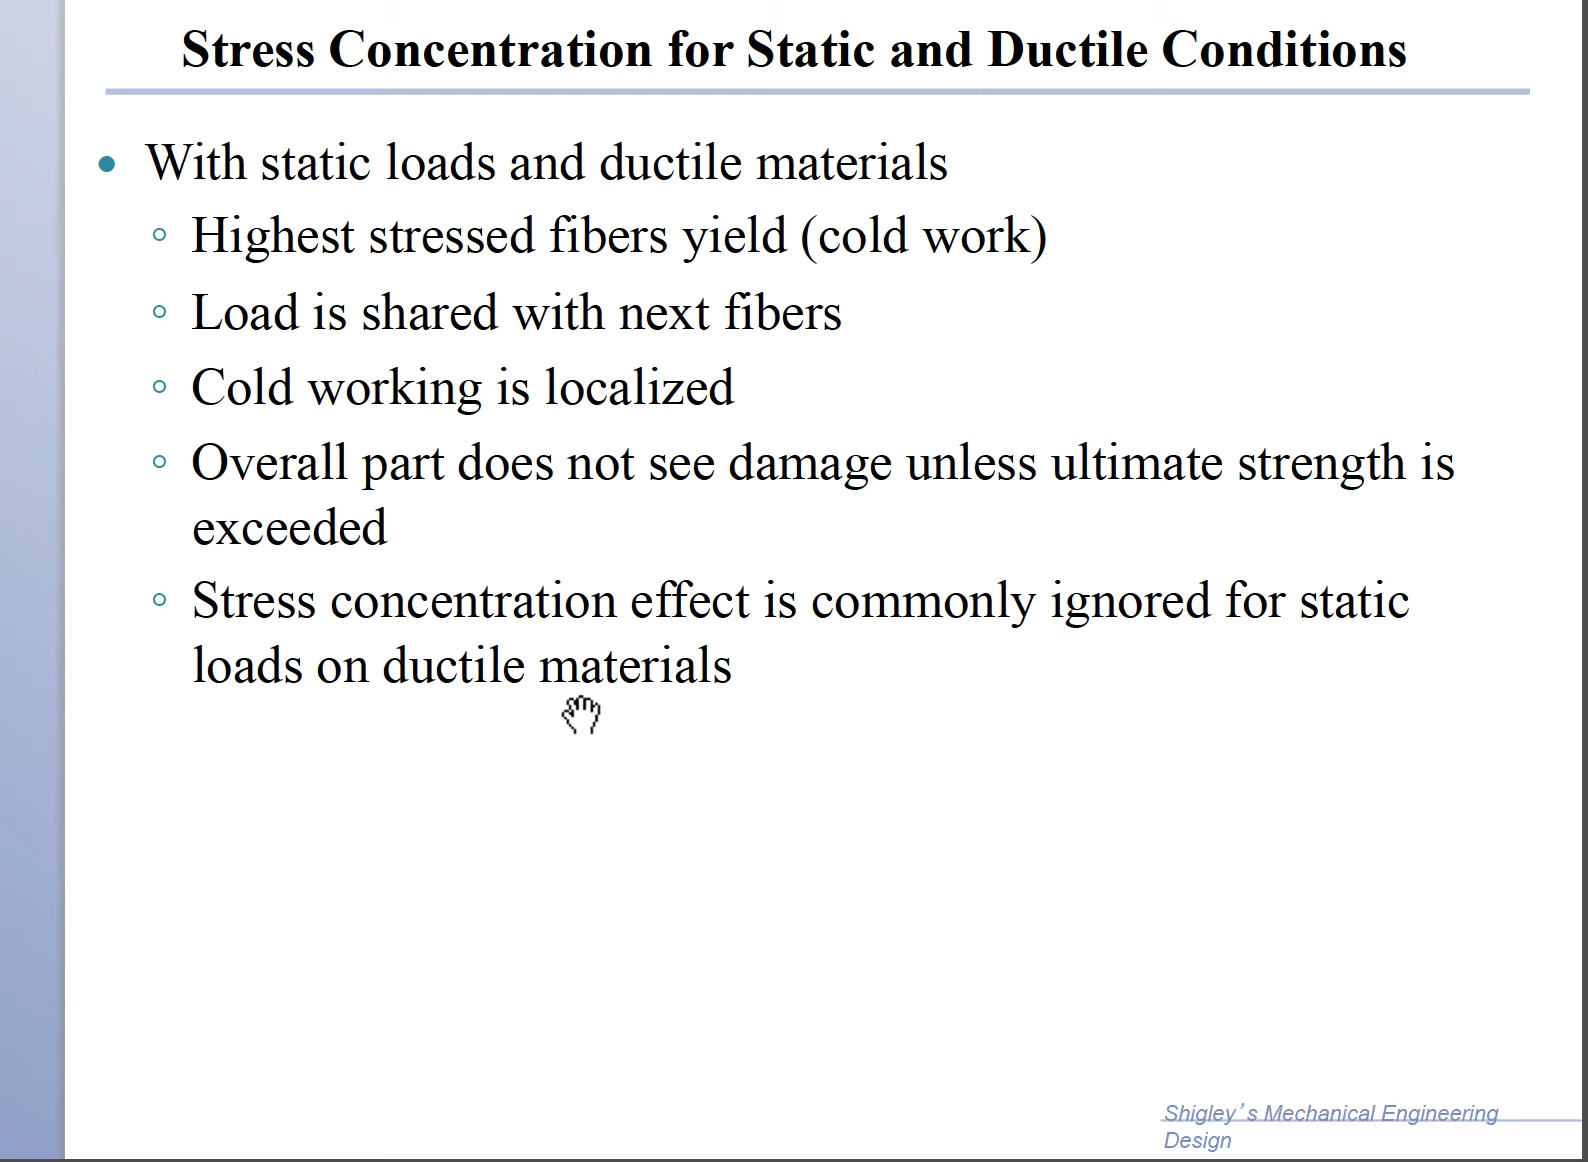 Stress Concentration for Static and Ductile Conditions
With static loads and ductile materials
Highest stressed fibers yield (cold work)
Load is shared with next fibers
Cold working is localized
Overall part does not see damage unless ultimate strength is
exceeded
Stress concentration effect is commonly ignored for static
loads on ductile materials
Shigley’s Mechanical Engineering
Design